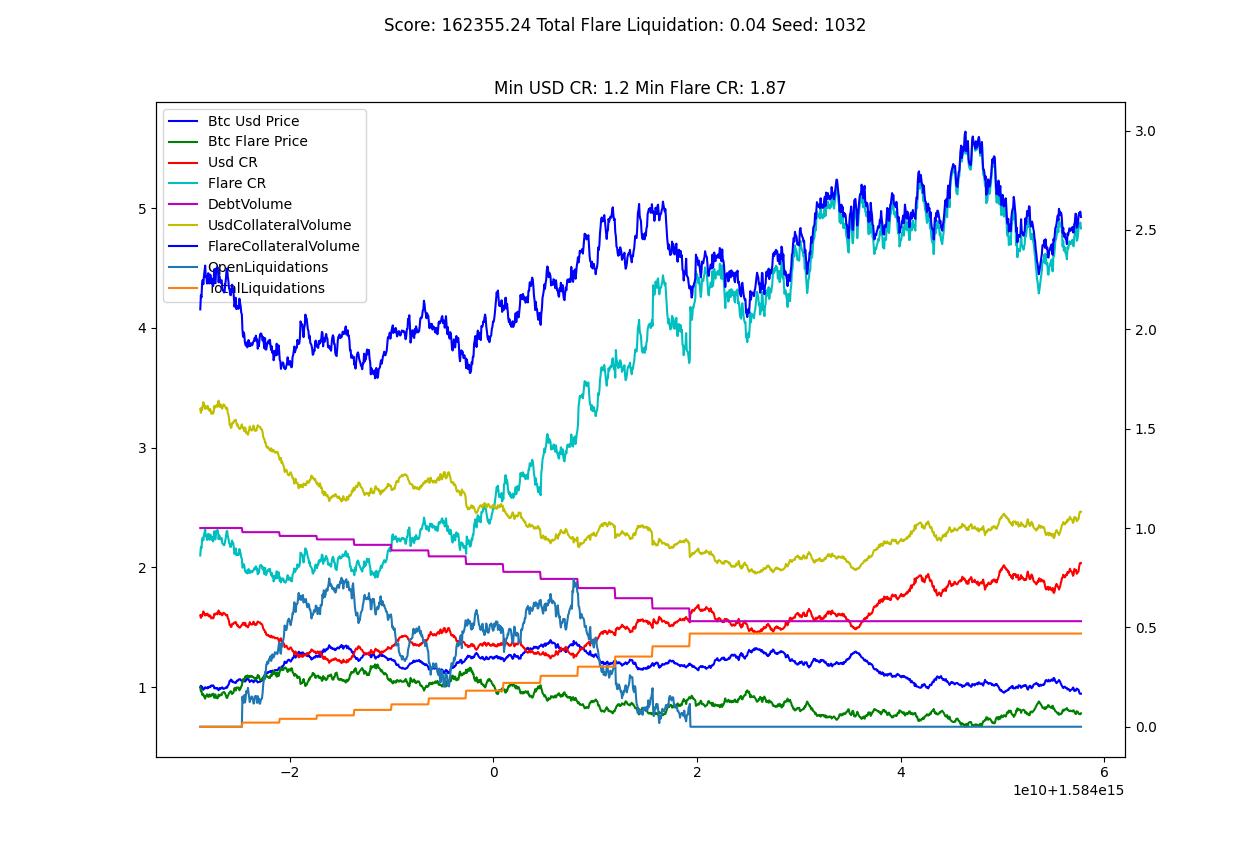 Score: 162355.24 Total Flare Liquidation: 0.04 Seed: 1032
Min USD CR: 1.2 Min Flare CR: 1.87
Btc Usd Price
Btc Flare Price
Usd CR
Flare CR
DebtVolume
UsdCollateralVolume
FlareCollateralVolume
OpenLiquidations
TotalLiquidations
5
4
3
2
1
3.0
2.5
2.0
1.5
1.0
0.5
0.0
−2
0
2
4
6
1e10+1.584e15